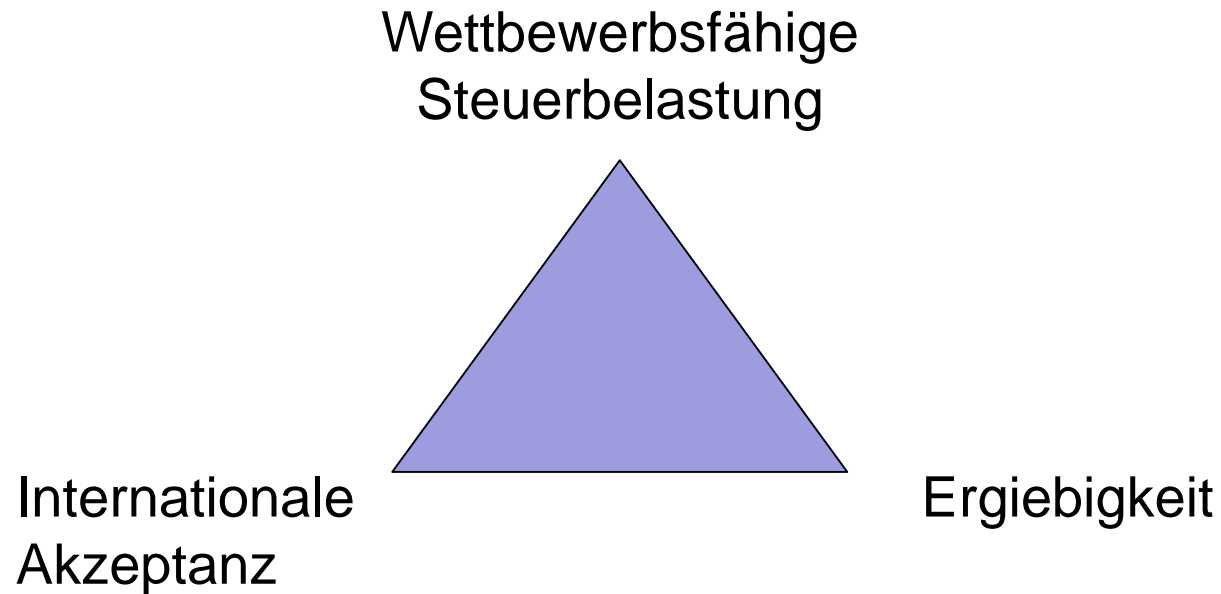 Wettbewerbsfähige
Steuerbelastung
Internationale
Akzeptanz
Ergiebigkeit